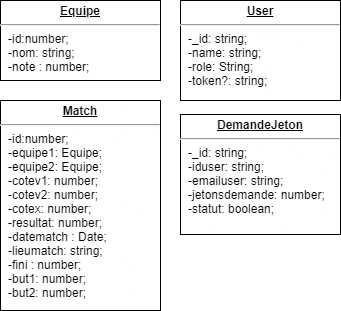 Equipe
-id:number;
-nom: string;
-note : number;
User
-_id: string;
-name: string;
-role: String;
-token?: string;
Match
-id:number;
-equipe1: Equipe;
-equipe2: Equipe;
-cotev1: number;
-cotev2: number;
-cotex: number;
-resultat: number;
-datematch : Date;
-lieumatch: string;
-fini : number;
-but1: number;
-but2: number;
DemandeJeton
-_id: string;
-iduser: string;
-emailuser: string;
-jetonsdemande: number;
-statut: boolean;